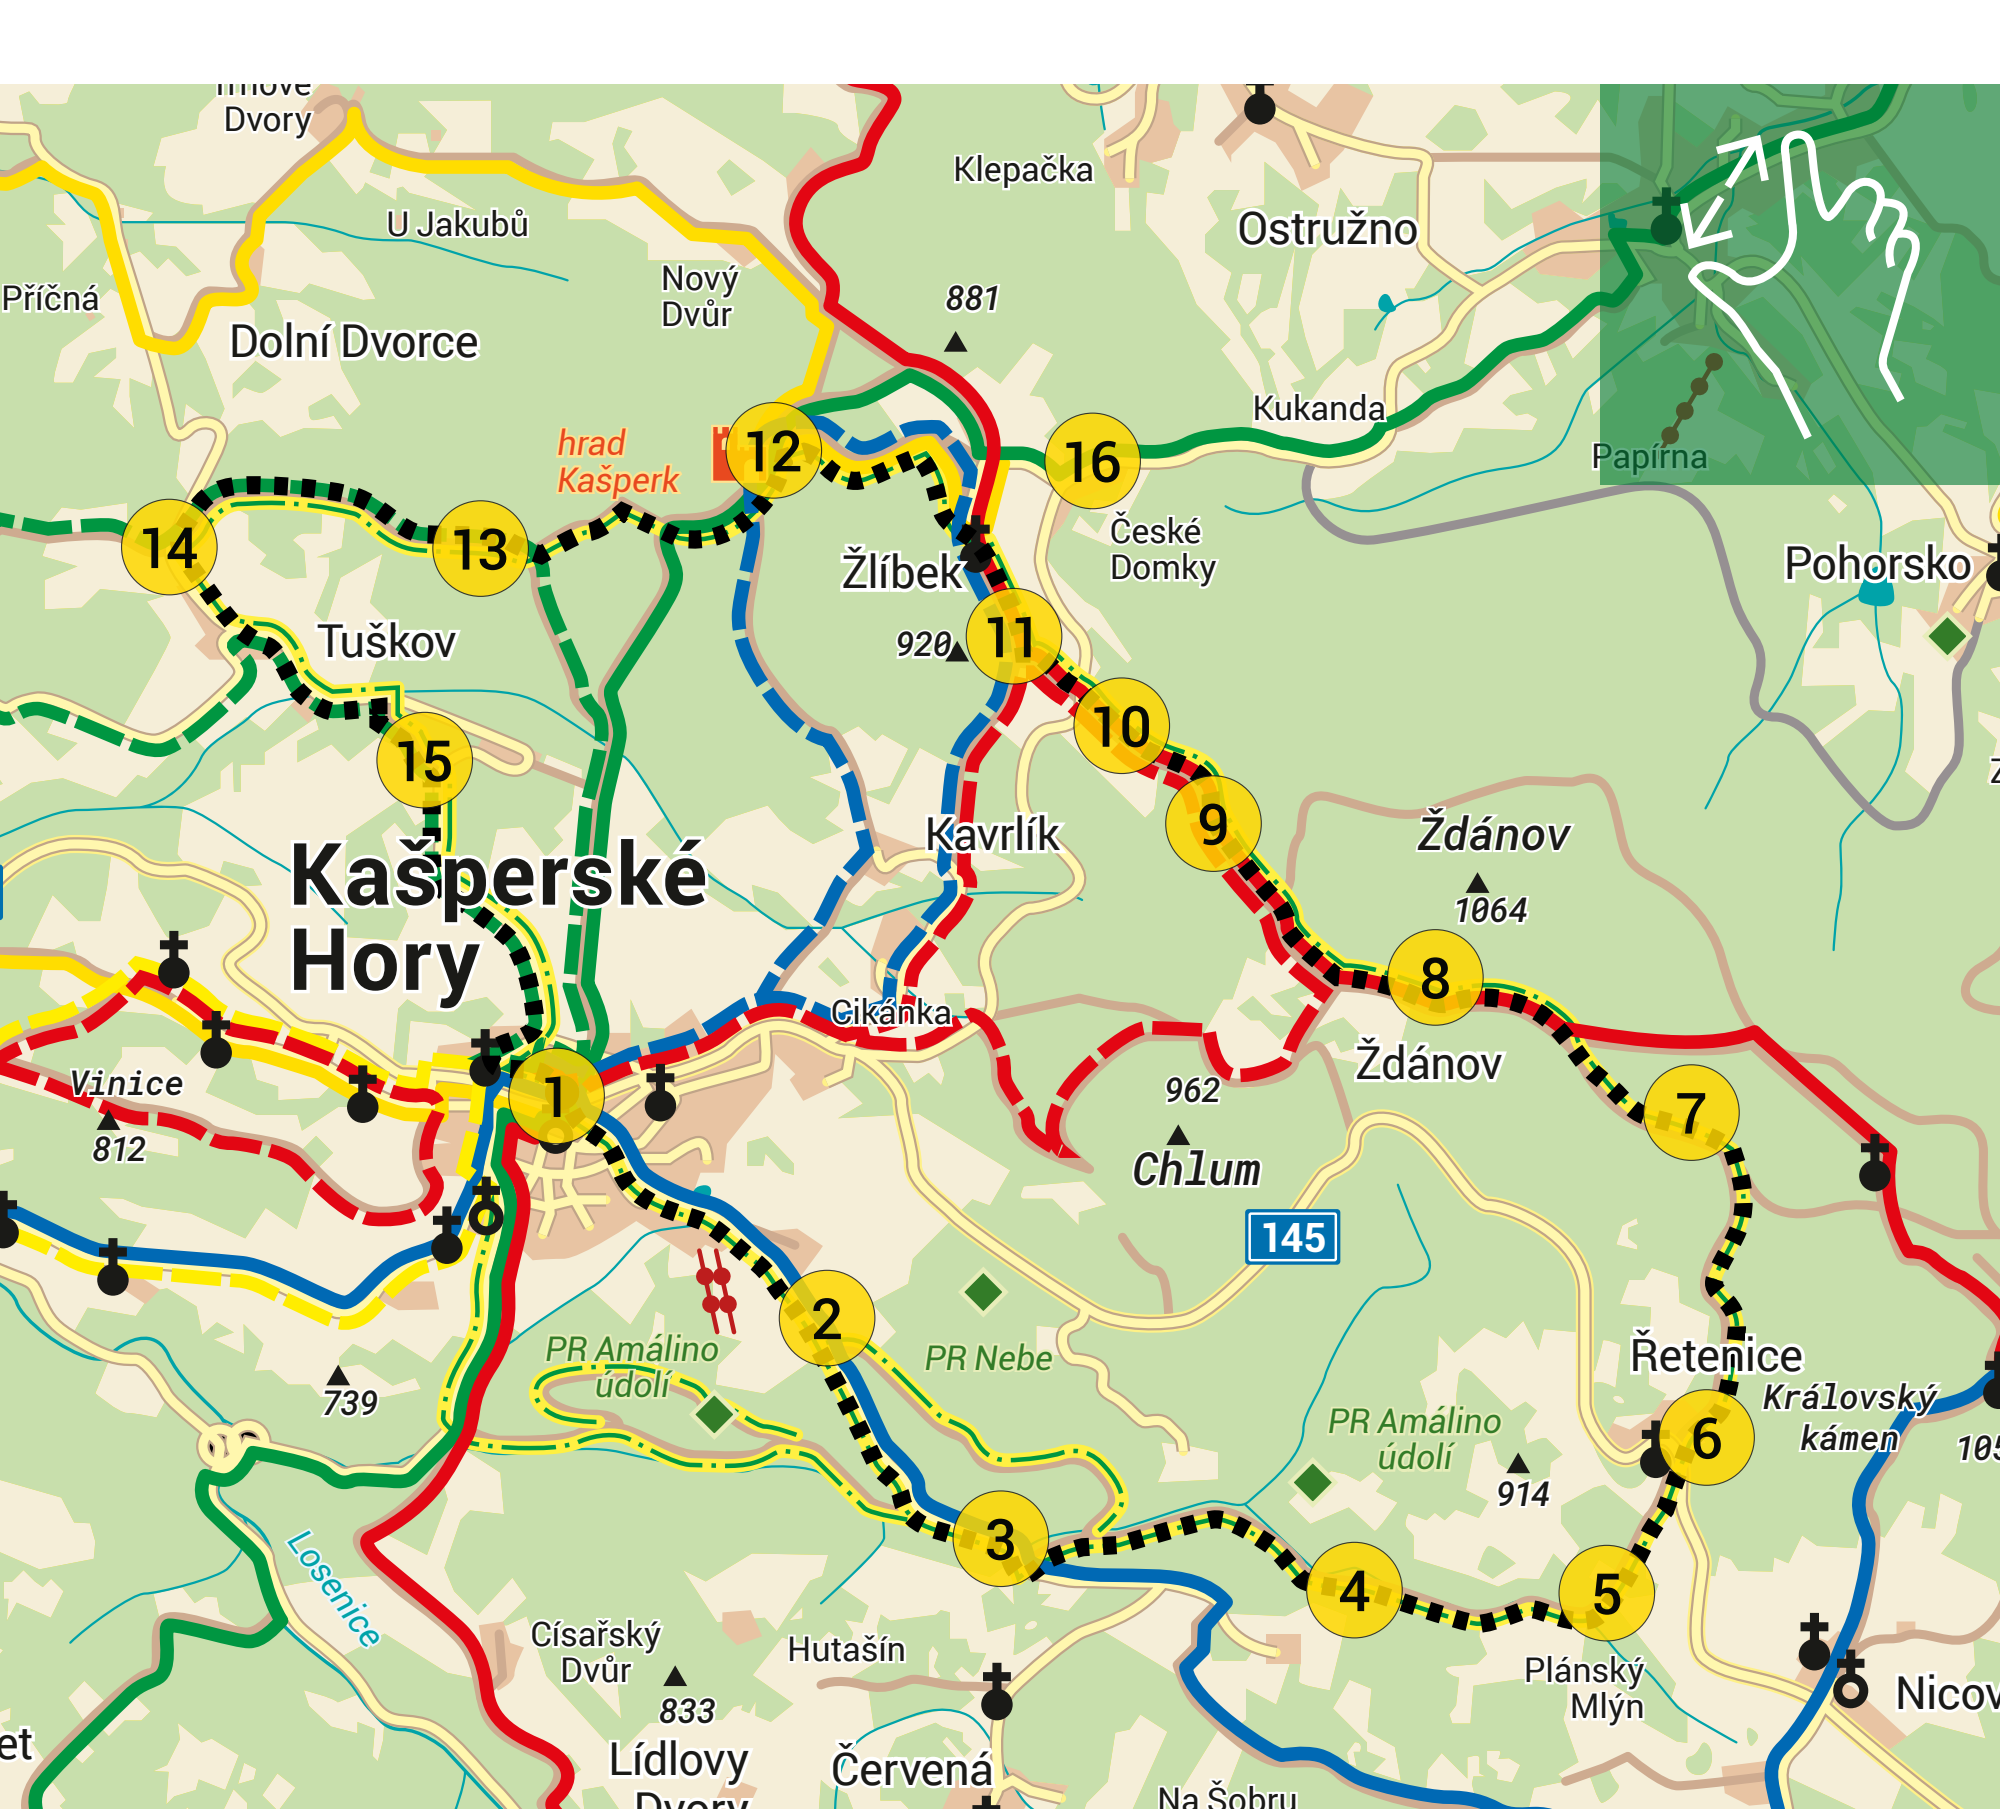 Dvory
Klepačka
U Jakubů
Ostružno
Nový
Dvůr
881
Příčná
Dolní Dvorce
Kukanda
12
16
hrad
Kašperk
Papírna
14
13
České
Domky
Žlíbek
Pohorsko
Tuškov
920
11
10
15
9
Kavrlík
Ždánov
1064
Kašperské
Hory
8
Cikánka
Ždánov
Vinice
812
1
962
7
Chlum
145
2
PR Amálino
údolí
PR Nebe
Řetenice
739
Královský
kámen
6
PR Amálino
údolí
914
3
4
5
Losenice
Císařský
Dvůr
Hutašín
833
Plánský
Mlýn
Lídlovy
Dvory
Červená
Na Šobru